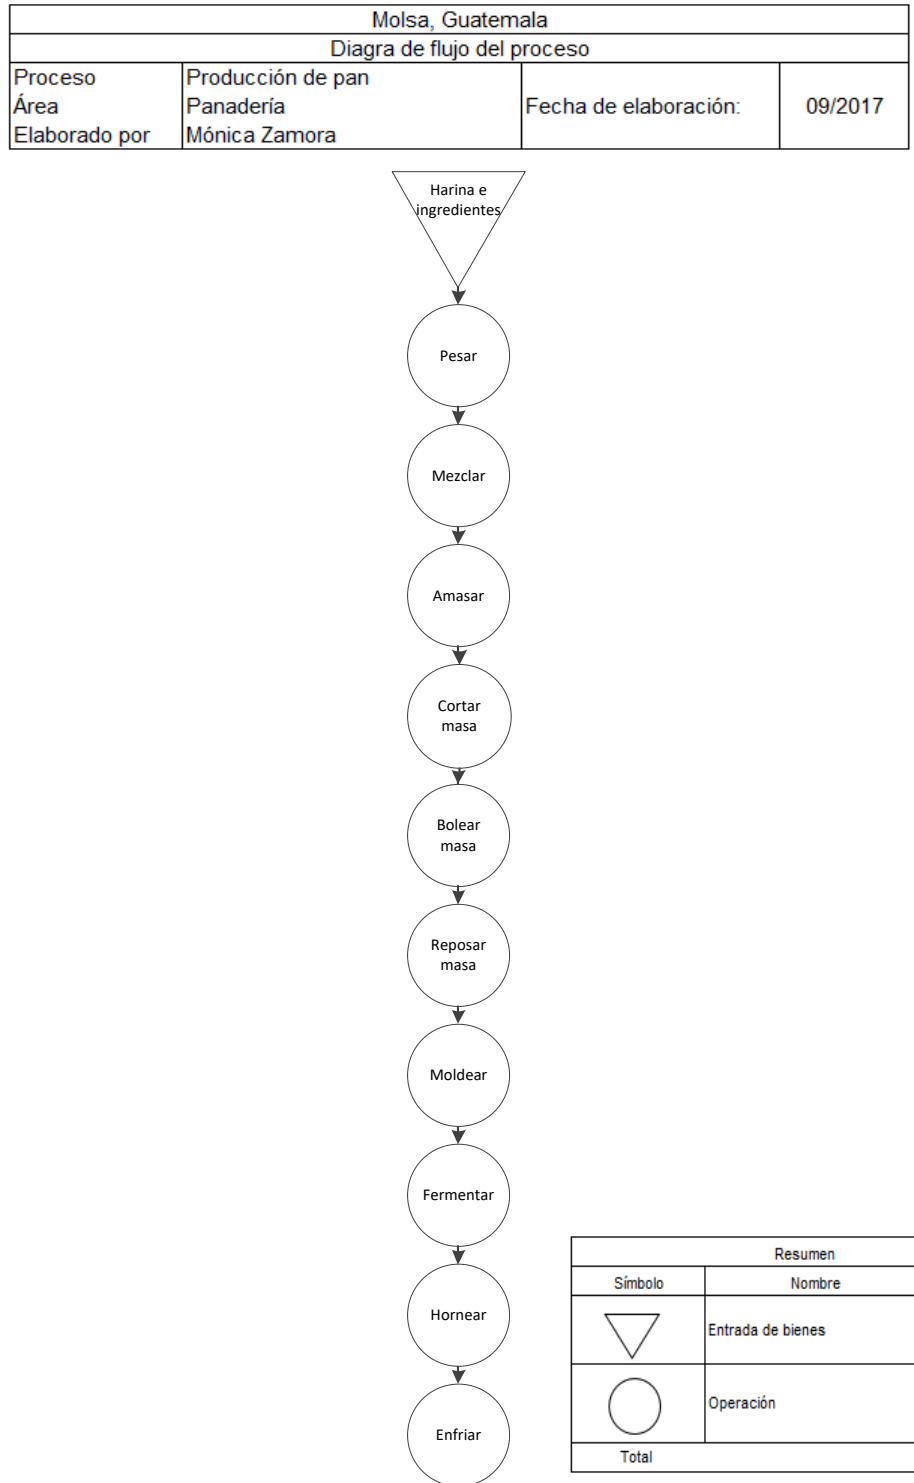 Molsa, Guatemala
Diagra de flujo del proceso
Proceso Producción de pan
Área Panadería
Elaborado por Mónica Zamora
Fecha de elaboración: 09/2017
Harina e
ingredientes
Pesar
Mezclar
Amasar
Cortar
masa
Bolear
masa
Reposar
masa
Moldear
Fermentar
Hornear
Enfriar
Resumen
Símbolo Nombre
Entrada de bienes
Operación
Total